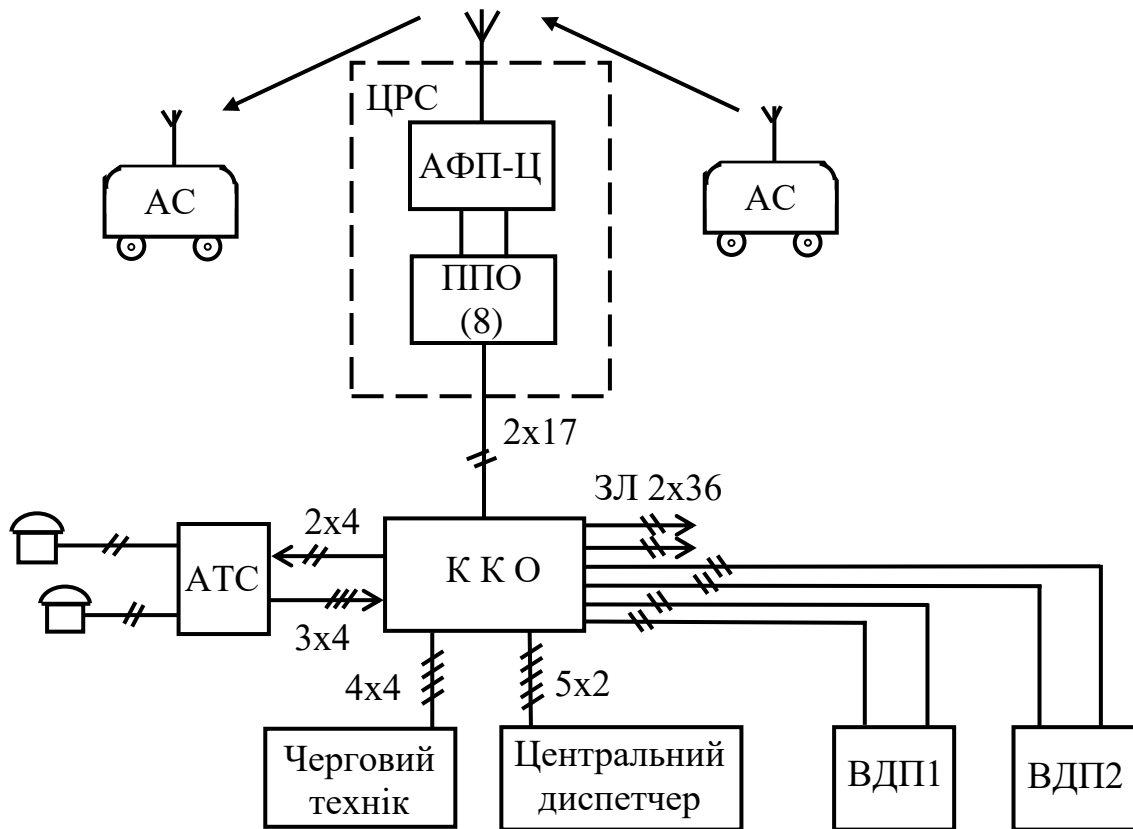 ЦРС
АФП-Ц
АС
АС
ППО
(8)
2х17
ЗЛ 2х36
2х4
АТС
К К О
3х4
4х4
5х2
Черговий
технік
Центральний
диспетчер
ВДП1
ВДП2